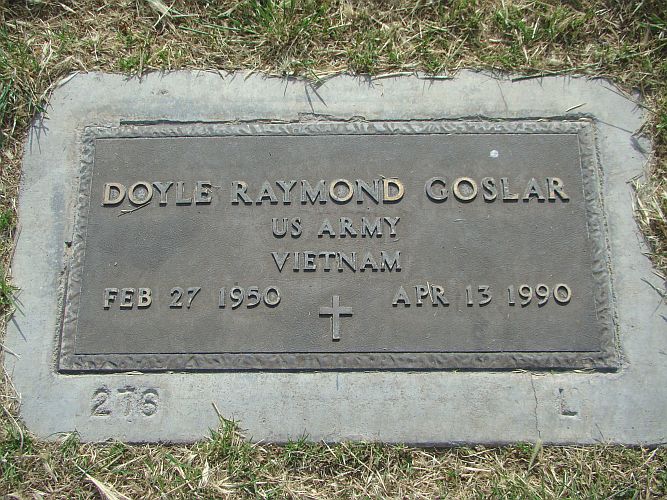 DOYLE RAYMOND GOSLAR
US ARMY
VIETNAM
FEB 27 1950 APR 13 1990
276 L